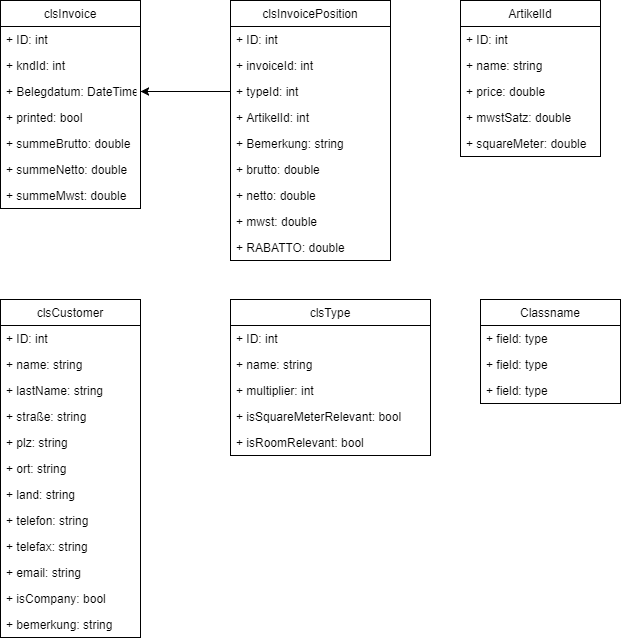 clsInvoice
+ ID: int
+ kndId: int
+ Belegdatum: DateTime
+ printed: bool
+ summeBrutto: double
+ summeNetto: double
+ summeMwst: double
clsInvoicePosition
+ ID: int
+ invoiceId: int
+ typeId: int
+ ArtikelId: int
+ Bemerkung: string
+ brutto: double
+ netto: double
+ mwst: double
+ RABATTO: double
ArtikelId
+ ID: int
+ name: string
+ price: double
+ mwstSatz: double
+ squareMeter: double
clsCustomer
+ ID: int
+ name: string
+ lastName: string
+ straße: string
+ plz: string
+ ort: string
+ land: string
+ telefon: string
+ telefax: string
+ email: string
+ isCompany: bool
+ bemerkung: string
clsType
+ ID: int
+ name: string
+ multiplier: int
+ isSquareMeterRelevant: bool
+ isRoomRelevant: bool
Classname
+ field: type
+ field: type
+ field: type